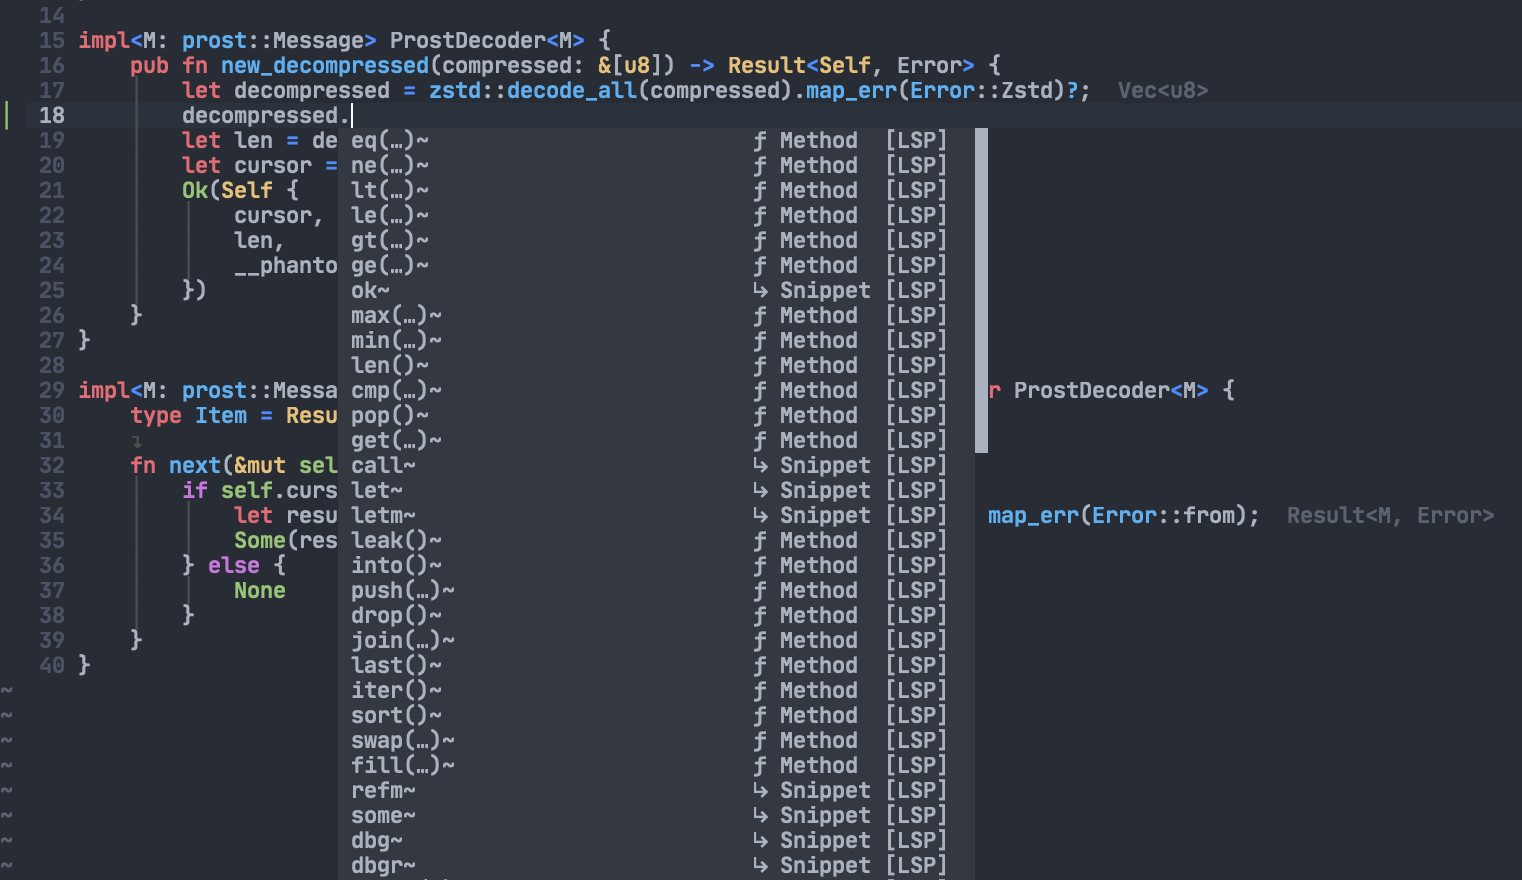 14
15 impl<M: prost::Message> ProstDecoder<M> {
16 pub fn new_decompressed(compressed: &[u8]) -> Result<Self, Error> {
17 let decompressed = zstd::decode_all(compressed).map_err(Error::Zstd)?; Vec<u8>
18 decompressed.
19 let len = de eq(…)~ ƒ Method [LSP]
20 let cursor = ne(…)~ ƒ Method [LSP]
21 Ok(Self { lt(…)~ ƒ Method [LSP]
22 cursor, le(…)~ ƒ Method [LSP]
23 len, gt(…)~ ƒ Method [LSP]
24 __phanto ge(…)~ ƒ Method [LSP]
25 }) ok~ ↳ Snippet [LSP]
26 } max(…)~ ƒ Method [LSP]
27 } min(…)~ ƒ Method [LSP]
28 len()~ ƒ Method [LSP]
29 impl<M: prost::Messa cmp(…)~ ƒ Method [LSP] r ProstDecoder<M> {
30 type Item = Resu pop()~ ƒ Method [LSP]
31 ↴ get(…)~ ƒ Method [LSP]
32 fn next(&mut sel call~ ↳ Snippet [LSP]
33 if self.curs let~ ↳ Snippet [LSP]
34 let resu letm~ ↳ Snippet [LSP] map_err(Error::from); Result<M, Error>
35 Some(res leak()~ ƒ Method [LSP]
36 } else { into()~ ƒ Method [LSP]
37 None push(…)~ ƒ Method [LSP]
38 } drop()~ ƒ Method [LSP]
39 } join(…)~ ƒ Method [LSP]
40 } last()~ ƒ Method [LSP]
~ iter()~ ƒ Method [LSP]
~ sort()~ ƒ Method [LSP]
~ swap(…)~ ƒ Method [LSP]
~ fill(…)~ ƒ Method [LSP]
~ refm~ ↳ Snippet [LSP]
~ some~ ↳ Snippet [LSP]
~ dbg~ ↳ Snippet [LSP]
~ dbgr~ ↳ Snippet [LSP]